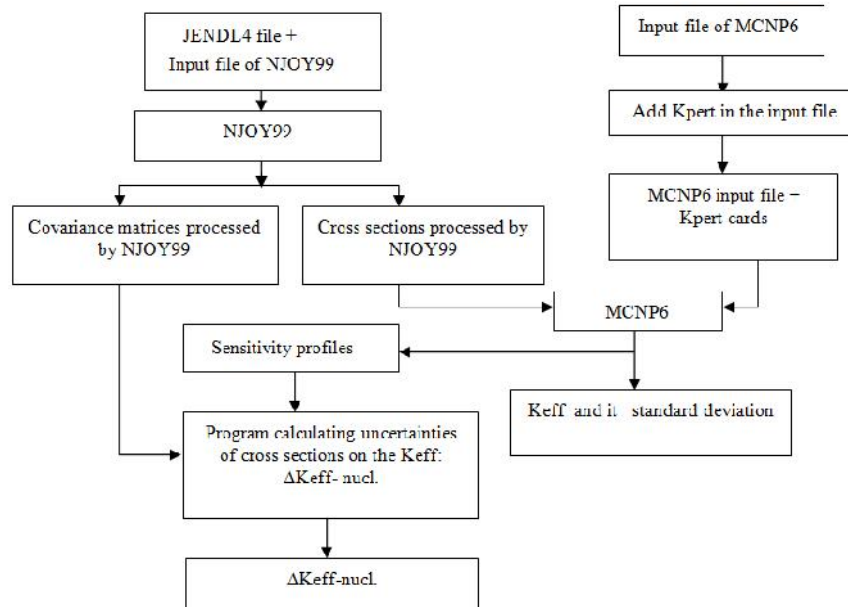 JENDL4 file +
Input file of NJOY99
Input file of MCNP6
NJOY99
Add Kpert in the input file
Covariance matrices processed
by NJOY99
Cross sections processed by
NJOY99
MCNP6 input file –
Kpert cards
MCNP6
Sensitivity profiles
Keff and it standard deviation
Program calculating uncertainties
of cross sections on the Keff:
ΔKeff- nucl.
ΔKeff-nucl.